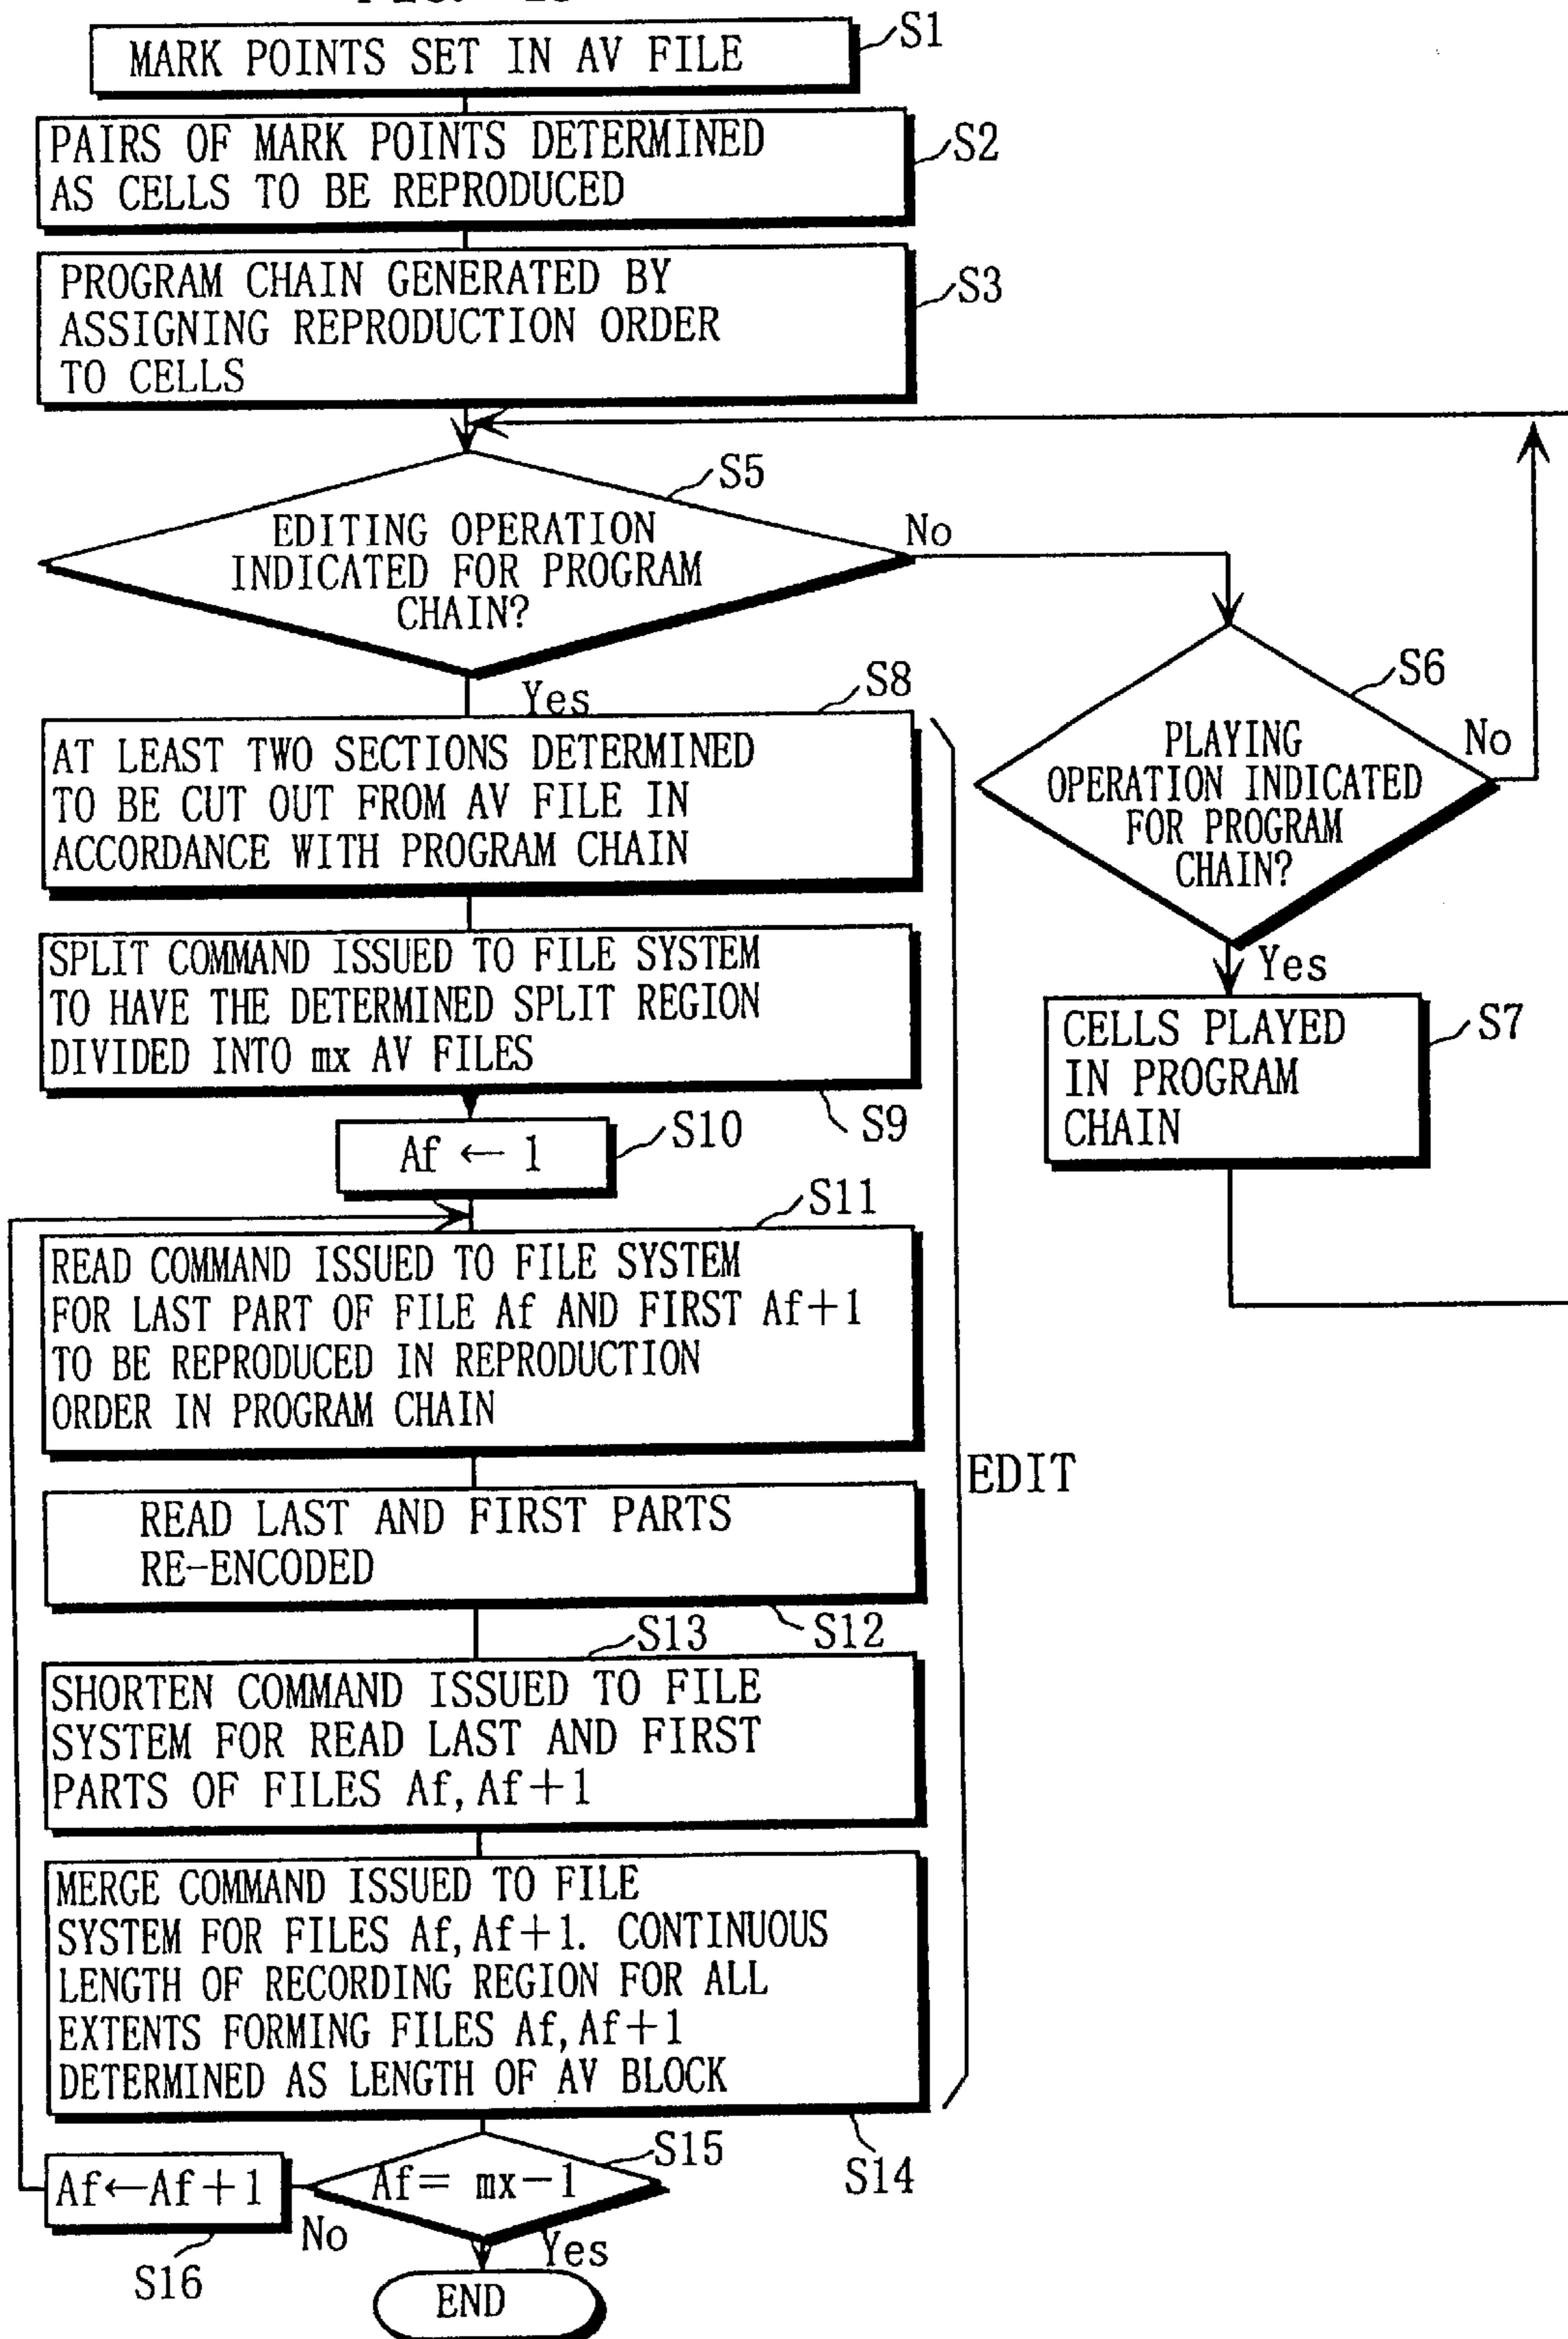 MARK POINTS SET IN AV FILE
S1
PAIRS OF MARK POINTS DETERMINED
AS CELLS TO BE REPRODUCED
S2
PROGRAM CHAIN GENERATED BY
ASSIGNING REPRODUCTION ORDER
TO CELLS
S3
S5
EDITING OPERATION
INDICATED FOR PROGRAM
CHAIN?
No
Yes
S6
PLAYING
OPERATION INDICATED
FOR PROGRAM
CHAIN?
No
Yes
CELLS PLAYED
IN PROGRAM
CHAIN
S7
S8
AT LEAST TWO SECTIONS DETERMINED
TO BE CUT OUT FROM AV FILE IN
ACCORDANCE WITH PROGRAM CHAIN
SPLIT COMMAND ISSUED TO FILE SYSTEM
TO HAVE THE DETERMINED SPLIT REGION
DIVIDED INTO mx AV FILES
S9
Af ← 1
S10
S11
READ COMMAND ISSUED TO FILE SYSTEM
FOR LAST PART OF FILE Af AND FIRST Af+1
TO BE REPRODUCED IN REPRODUCTION
ORDER IN PROGRAM CHAIN
EDIT
READ LAST AND FIRST PARTS
RE-ENCODED
S12
S13
SHORTEN COMMAND ISSUED TO FILE
SYSTEM FOR READ LAST AND FIRST
PARTS OF FILES Af, Af+1
MERGE COMMAND ISSUED TO FILE
SYSTEM FOR FILES Af, Af+1. CONTINUOUS
LENGTH OF RECORDING REGION FOR ALL
EXTENTS FORMING FILES Af, Af+1
DETERMINED AS LENGTH OF AV BLOCK
S14
S15
Af= mx-1
Af←Af+1
No
S16
Yes
END